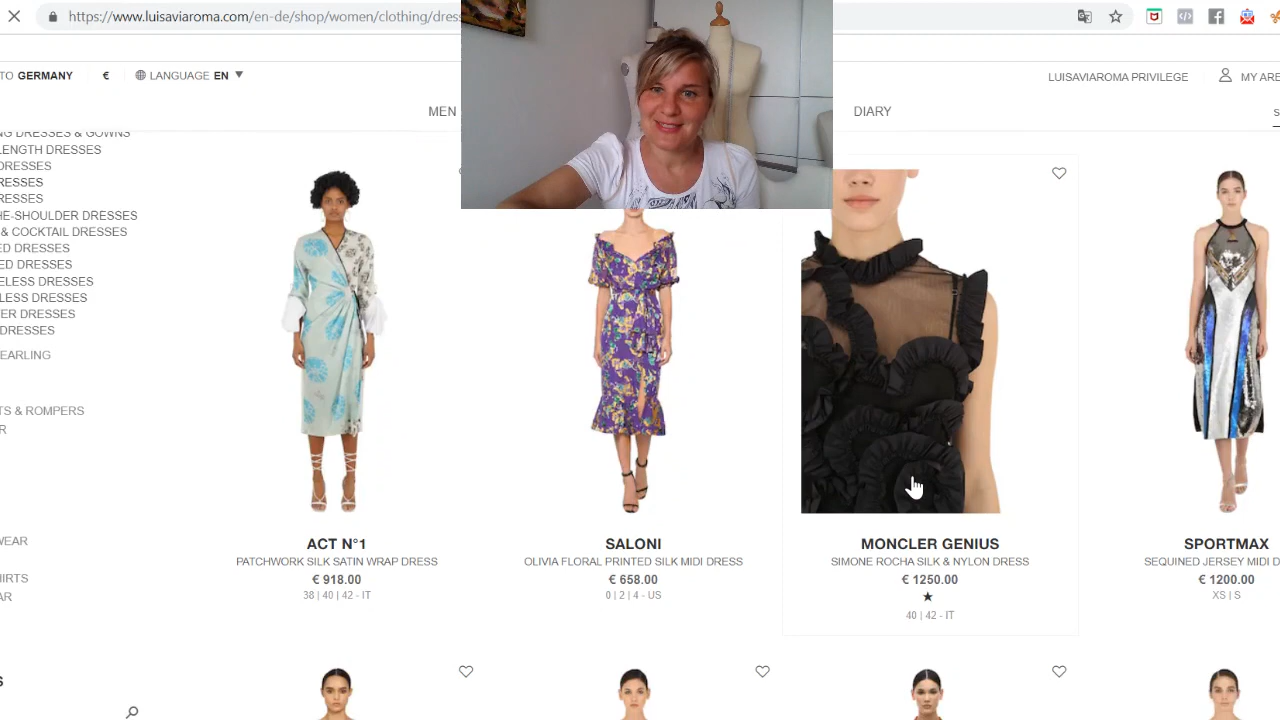 https://www.luisaviaroma.com/en-de/shop/women/clothing/dres
TO GERMANY € LANGUAGE EN
LUISAVIAROMA PRIVILEGE MY ARE
MEN DIARY S
NG DRESSES & GOWNS
LENGTH DRESSES
DRESSES
RESSES
RESSES
HE-SHOULDER DRESSES
& COCKTAIL DRESSES
ED DRESSES
ED DRESSES
ELESS DRESSES
LESS DRESSES
ER DRESSES
DRESSES
EARLING
TS & ROMPERS
R
WEAR
HIRTS
AR
S
ACT N°1
PATCHWORK SILK SATIN WRAP DRESS
€ 918.00
38 | 40 | 42 - IT
SALONI
OLIVIA FLORAL PRINTED SILK MIDI DRESS
€ 658.00
0 | 2 | 4 - US
MONCLER GENIUS
SIMONE ROCHA SILK & NYLON DRESS
€ 1250.00
★
40 | 42 - IT
SPORTMAX
SEQUINED JERSEY MIDI D
€ 1200.00
XS | S